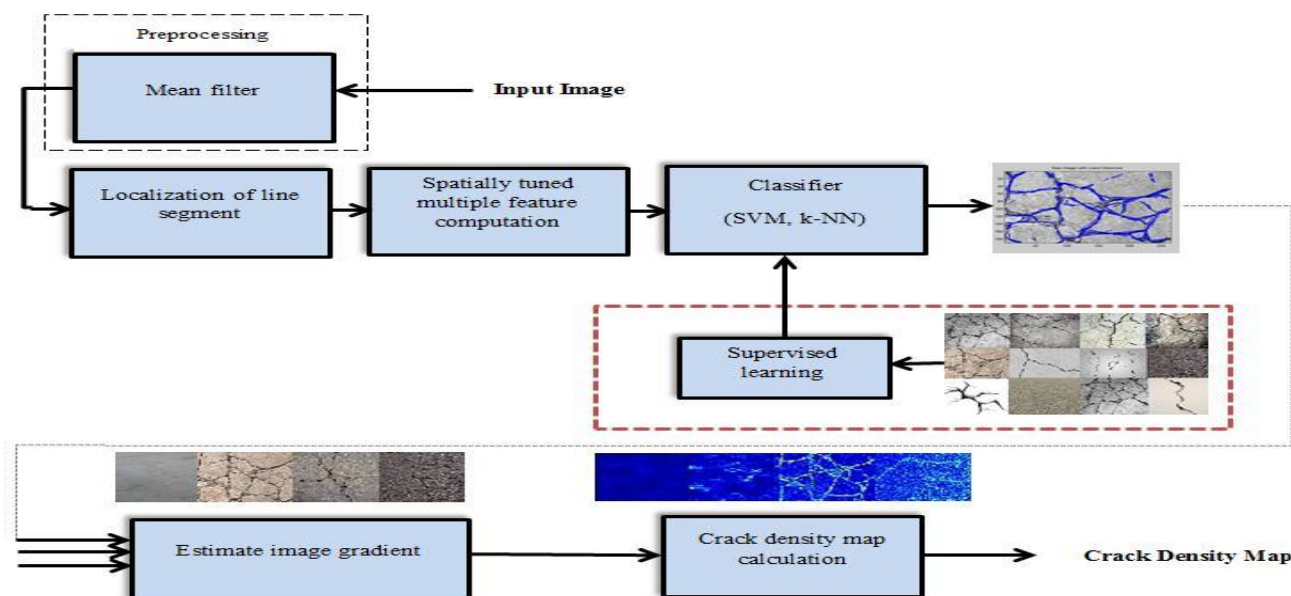 Preprocessing
Mean filter
Input Image
Localization of line
segment
Spatially tuned
multiple feature
computation
Classifier
(SVM, k-NN)
Supervised
learning
Estimate image gradient
Crack density map
calculation
Crack Density Map